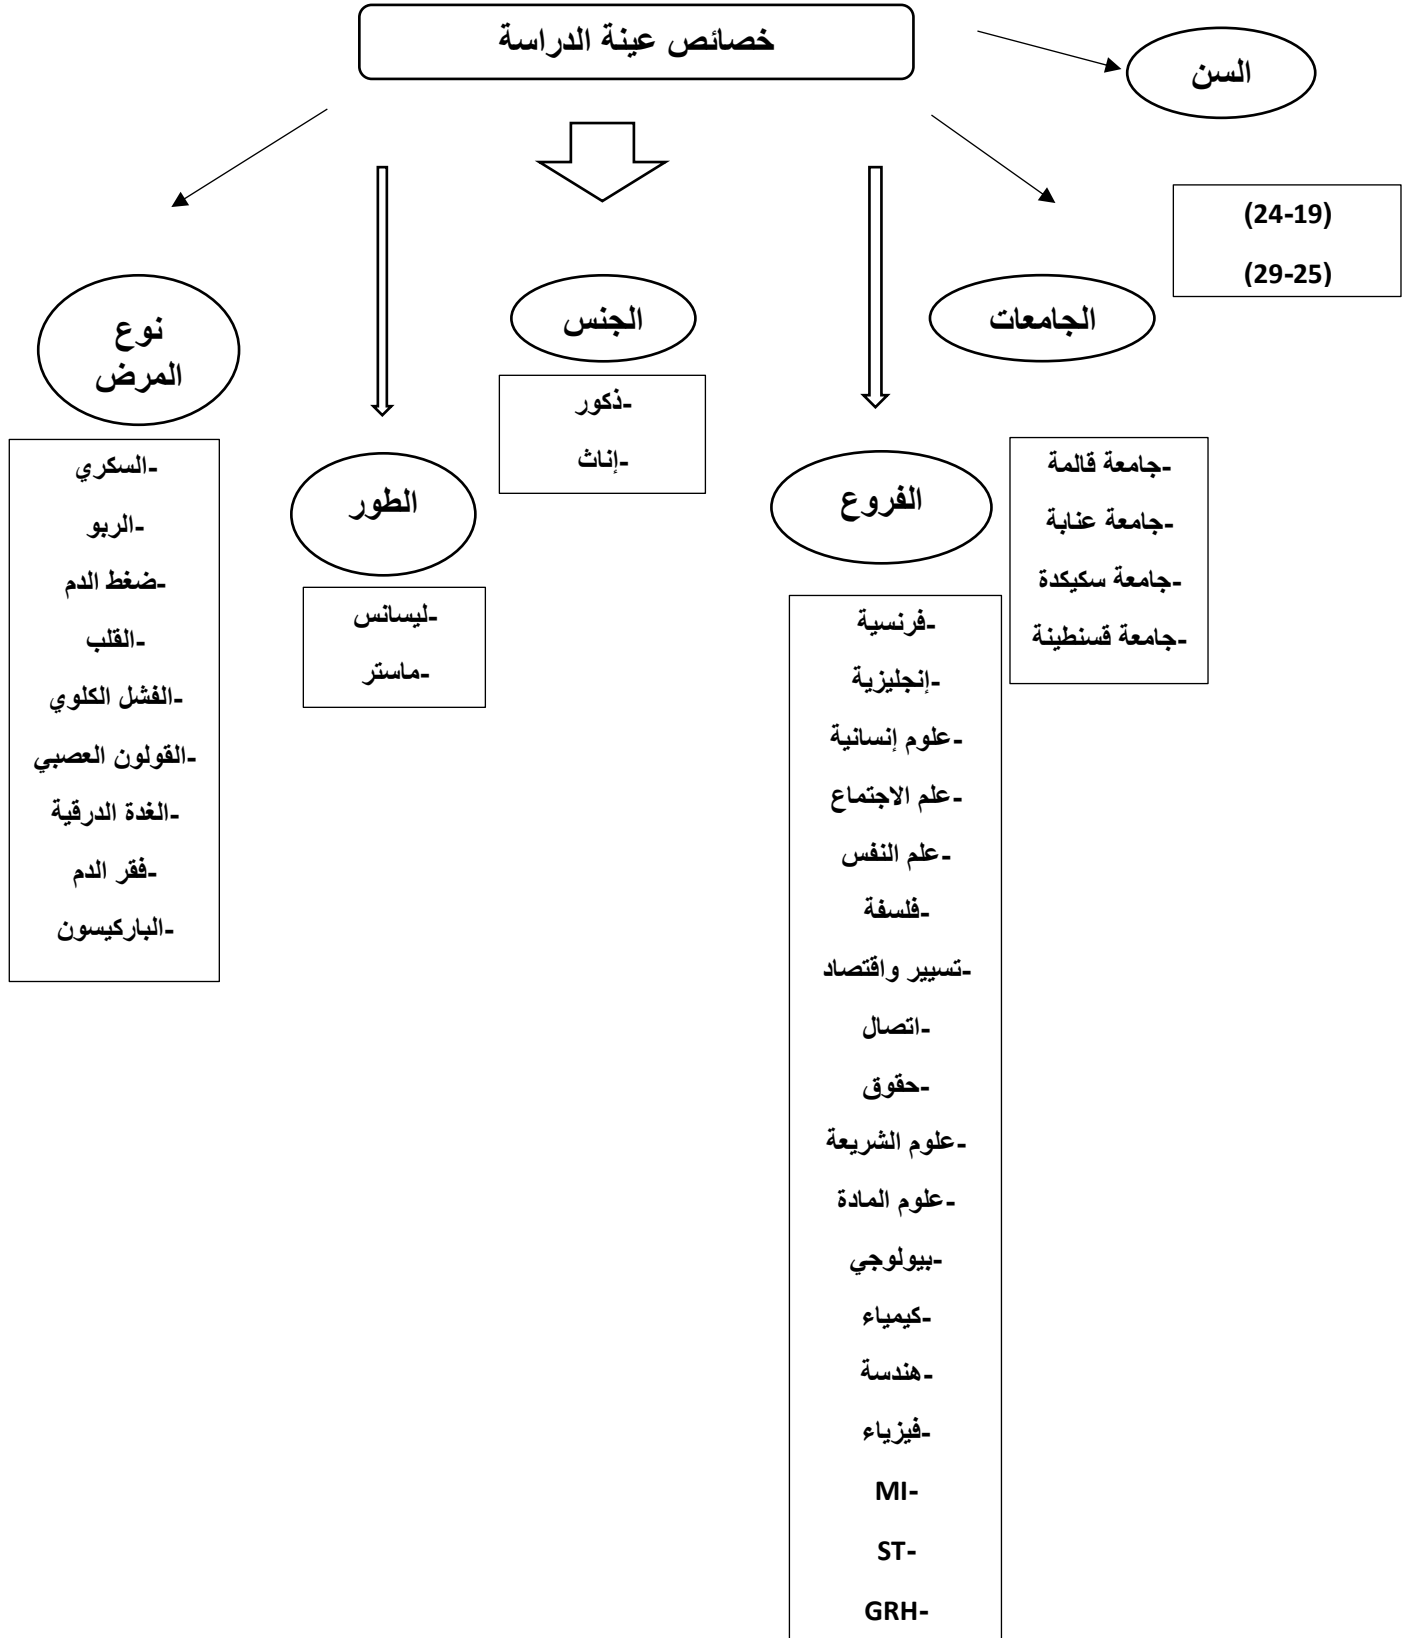 خصائص عينة الدراسة
السن
(24-19)
(29-25)
الجامعات
-جامعة قالمة
-جامعة عنابة
-جامعة سكيكدة
-جامعة قسنطينة
الفروع
-فرنسية
-إنجليزية
-علوم إنسانية
-علم الاجتماع
-علم النفس
-فلسفة
-تسيير واقتصاد
-اتصال
-حقوق
-علوم الشريعة
-علوم المادة
-بيولوجي
-كيمياء
-هندسة
-فيزياء
MI-
ST-
GRH-
الجنس
-ذكور
-إناث
الطور
-ليسانس
-ماستر
نوع
المرض
-السكري
-الربو
-ضغط الدم
-القلب
-الفشل الكلوي
-القولون العصبي
-الغدة الدرقية
-فقر الدم
-الباركيسون